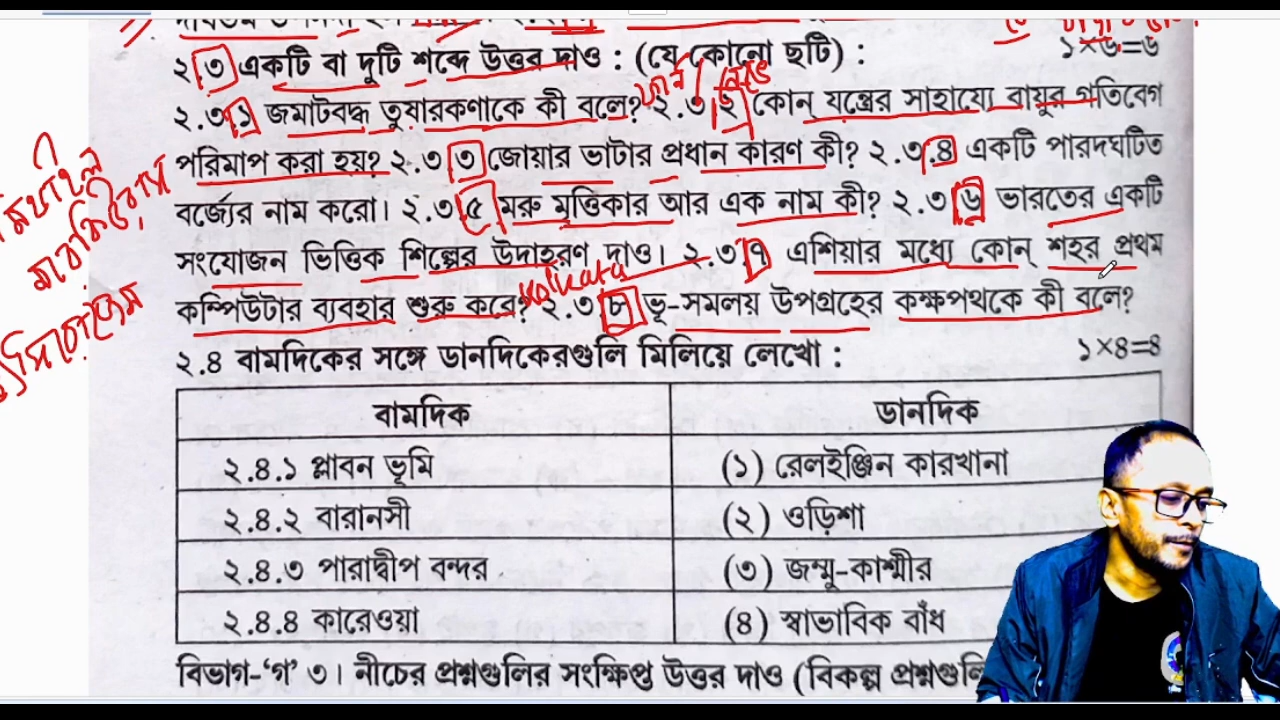 ২.৩ একটি বা দুটি শব্দে উত্তর দাও : (যে কোনো ছটি) : ১×৬=৬
২.৩.১ জমাটবদ্ধ তুষারকণাকে কী বলে? ২.৩.২ কোন্ যন্ত্রের সাহায্যে বায়ুর গতিবেগ
পরিমাপ করা হয়? ২.৩.৩ জোয়ার ভাটার প্রধান কারণ কী? ২.৩.৪ একটি পারদঘটিত
বর্জ্যের নাম করো। ২.৩.৫ মরু মৃত্তিকার আর এক নাম কী? ২.৩.৬ ভারতের একটি
সংযোজন ভিত্তিক শিল্পের উদাহরণ দাও। ২.৩.৭ এশিয়ার মধ্যে কোন্ শহর প্রথম
Kolkata
কম্পিউটার ব্যবহার শুরু করে? ২.৩.৮ ভূ-সমলয় উপগ্রহের কক্ষপথকে কী বলে?
২.৪ বামদিকের সঙ্গে ডানদিকেরগুলি মিলিয়ে লেখো : ১×৪=৪
বামদিক ডানদিক
২.৪.১ প্লাবন ভূমি (১) রেলইঞ্জিন কারখানা
২.৪.২ বারানসী (২) ওড়িশা
২.৪.৩ পারাদ্বীপ বন্দর (৩) জম্মু-কাশ্মীর
২.৪.৪ কারেওয়া (৪) স্বাভাবিক বাঁধ
বিভাগ-‘গ’ ৩। নীচের প্রশ্নগুলির সংক্ষিপ্ত উত্তর দাও (বিকল্প